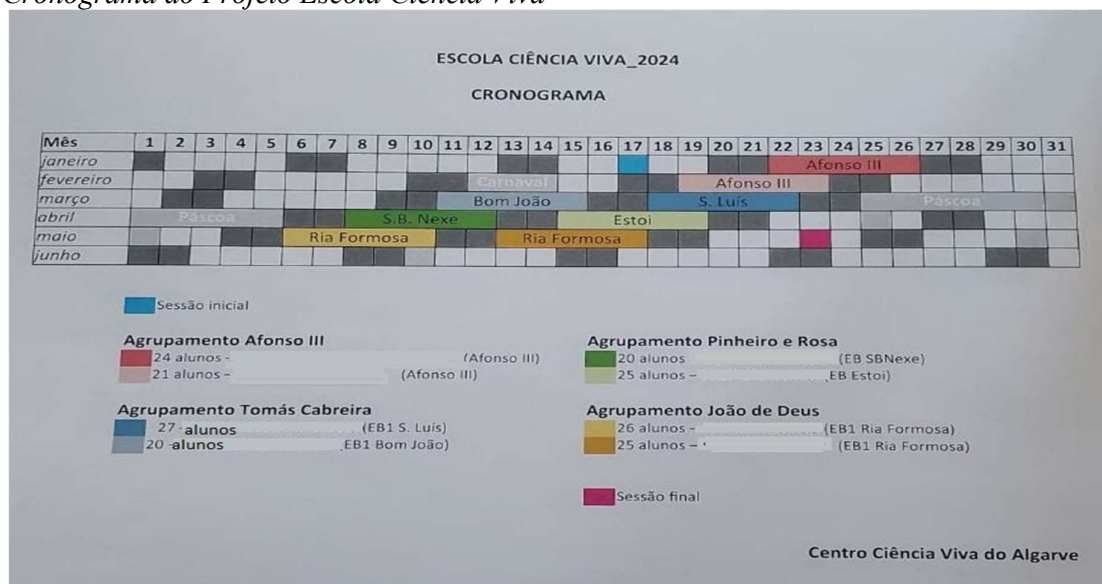 Cronograma do Projeto Escola Ciência Viva
ESCOLA CIÊNCIA VIVA_2024
CRONOGRAMA
Mês 1 2 3 4 5 6 7 8 9 10 11 12 13 14 15 16 17 18 19 20 21 22 23 24 25 26 27 28 29 30 31
janeiro Afonso III
fevereiro Carnaval Afonso III
março Bom João S. Luís Páscoa
abril Páscoa S.B. Nexe Estoi
maio Ria Formosa Ria Formosa
junho
Sessão inicial
Agrupamento Afonso III
24 alunos - (Afonso III)
21 alunos - (Afonso III)
Agrupamento Tomás Cabreira
27 - alunos (EB1 S. Luís)
20 -alunos EB1 Bom João)
Agrupamento Pinheiro e Rosa
20 alunos (EB SBNexe)
25 alunos – EB Estoi)
Agrupamento João de Deus
26 alunos – (EB1 Ria Formosa)
25 alunos – (EB1 Ria Formosa)
Sessão final
Centro Ciência Viva do Algarve